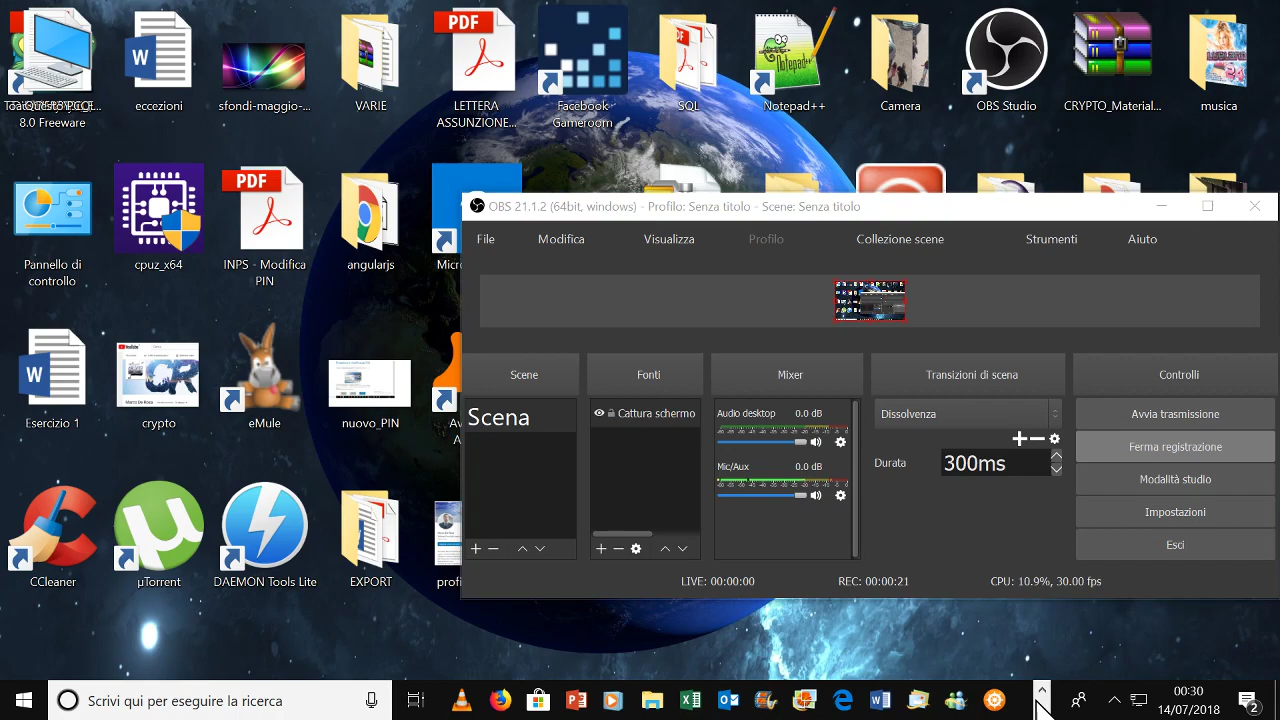 eccezioni
sfondi-maggio-...
VARIE
LETTERA
ASSUNZIONE...
Facebook
Gameroom
SQL
Notepad++
Camera
OBS Studio
CRYPTO_Material...
musica
8.0 Freeware
Pannello di
controllo
cpuz_x64
INPS - Modifica
PIN
angularjs
Micr
Esercizio 1
crypto
eMule
nuovo_PIN
Av
A
CCleaner
µTorrent
DAEMON Tools Lite
EXPORT
profi
PDF
PDF
OBS 21.1.2 (64bit, windows) - Profilo: Senza titolo - Scene: Senza titolo
File Modifica Visualizza Profilo Collezione scene Strumenti Aiuto
Scene Fonti Mixer Transizioni di scena Controlli
Scena
Cattura schermo
Audio desktop 0.0 dB
Mic/Aux 0.0 dB
Dissolvenza
Durata 300ms
Avvia trasmissione
Ferma registrazione
Modalità studio
Impostazioni
Esci
LIVE: 00:00:00 REC: 00:00:21 CPU: 10.9%, 30.00 fps
Scrivi qui per eseguire la ricerca
00:30
14/07/2018
2